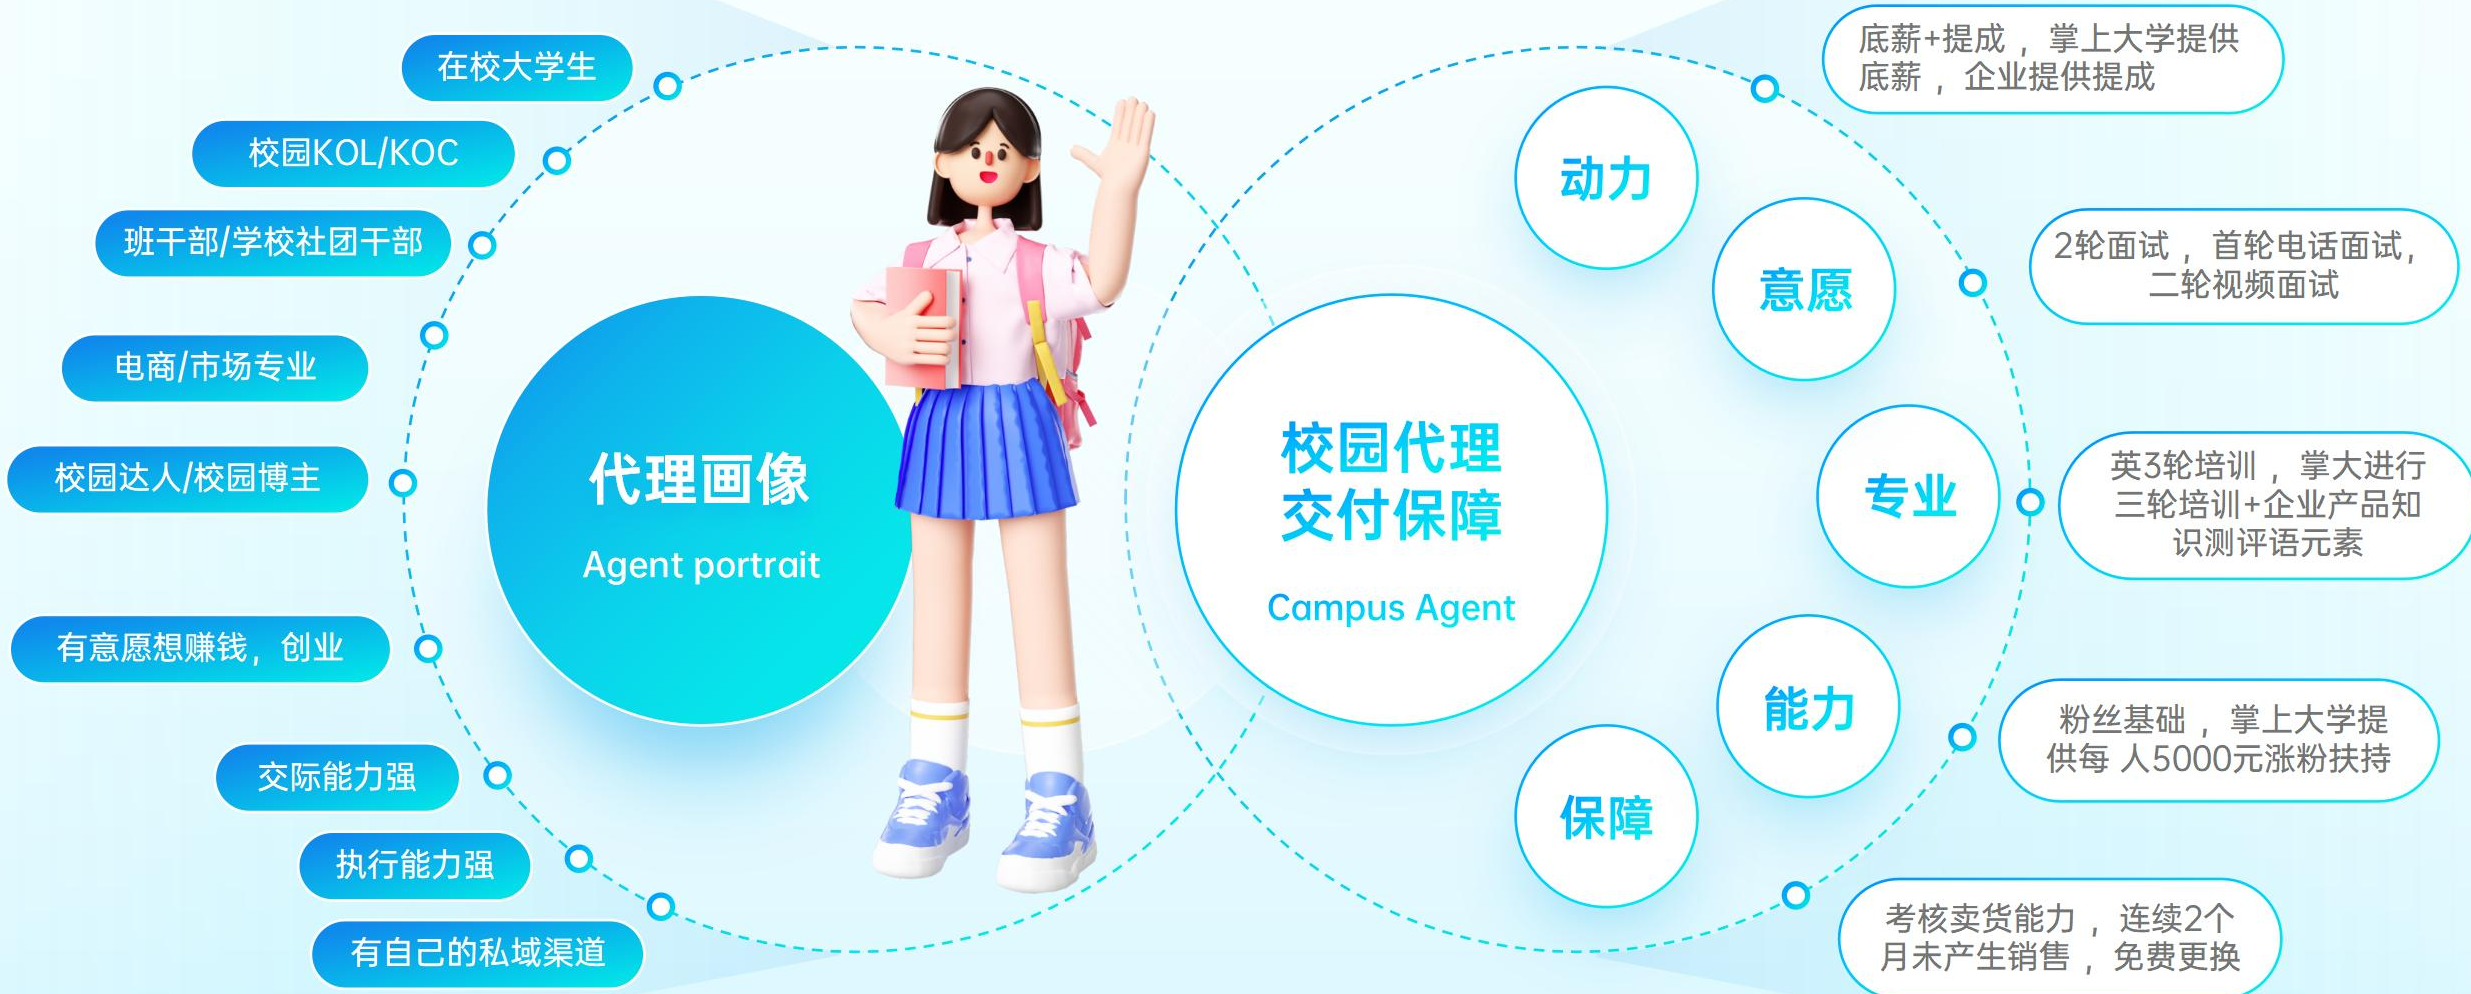 在校大学生
校园KOL/KOC
班干部/学校社团干部
电商/市场专业
校园达人/校园博主
有意愿想赚钱，创业
交际能力强
执行能力强
有自己的私域渠道
代理画像
Agent portrait
校园代理
交付保障
Campus Agent
动力
底薪+提成，掌上大学提供
底薪，企业提供提成
意愿
2轮面试，首轮电话面试，
二轮视频面试
专业
英3轮培训，掌大进行
三轮培训+企业产品知
识测评语元素
能力
粉丝基础，掌上大学提
供每 人5000元涨粉扶持
保障
考核卖货能力，连续2个
月未产生销售，免费更换